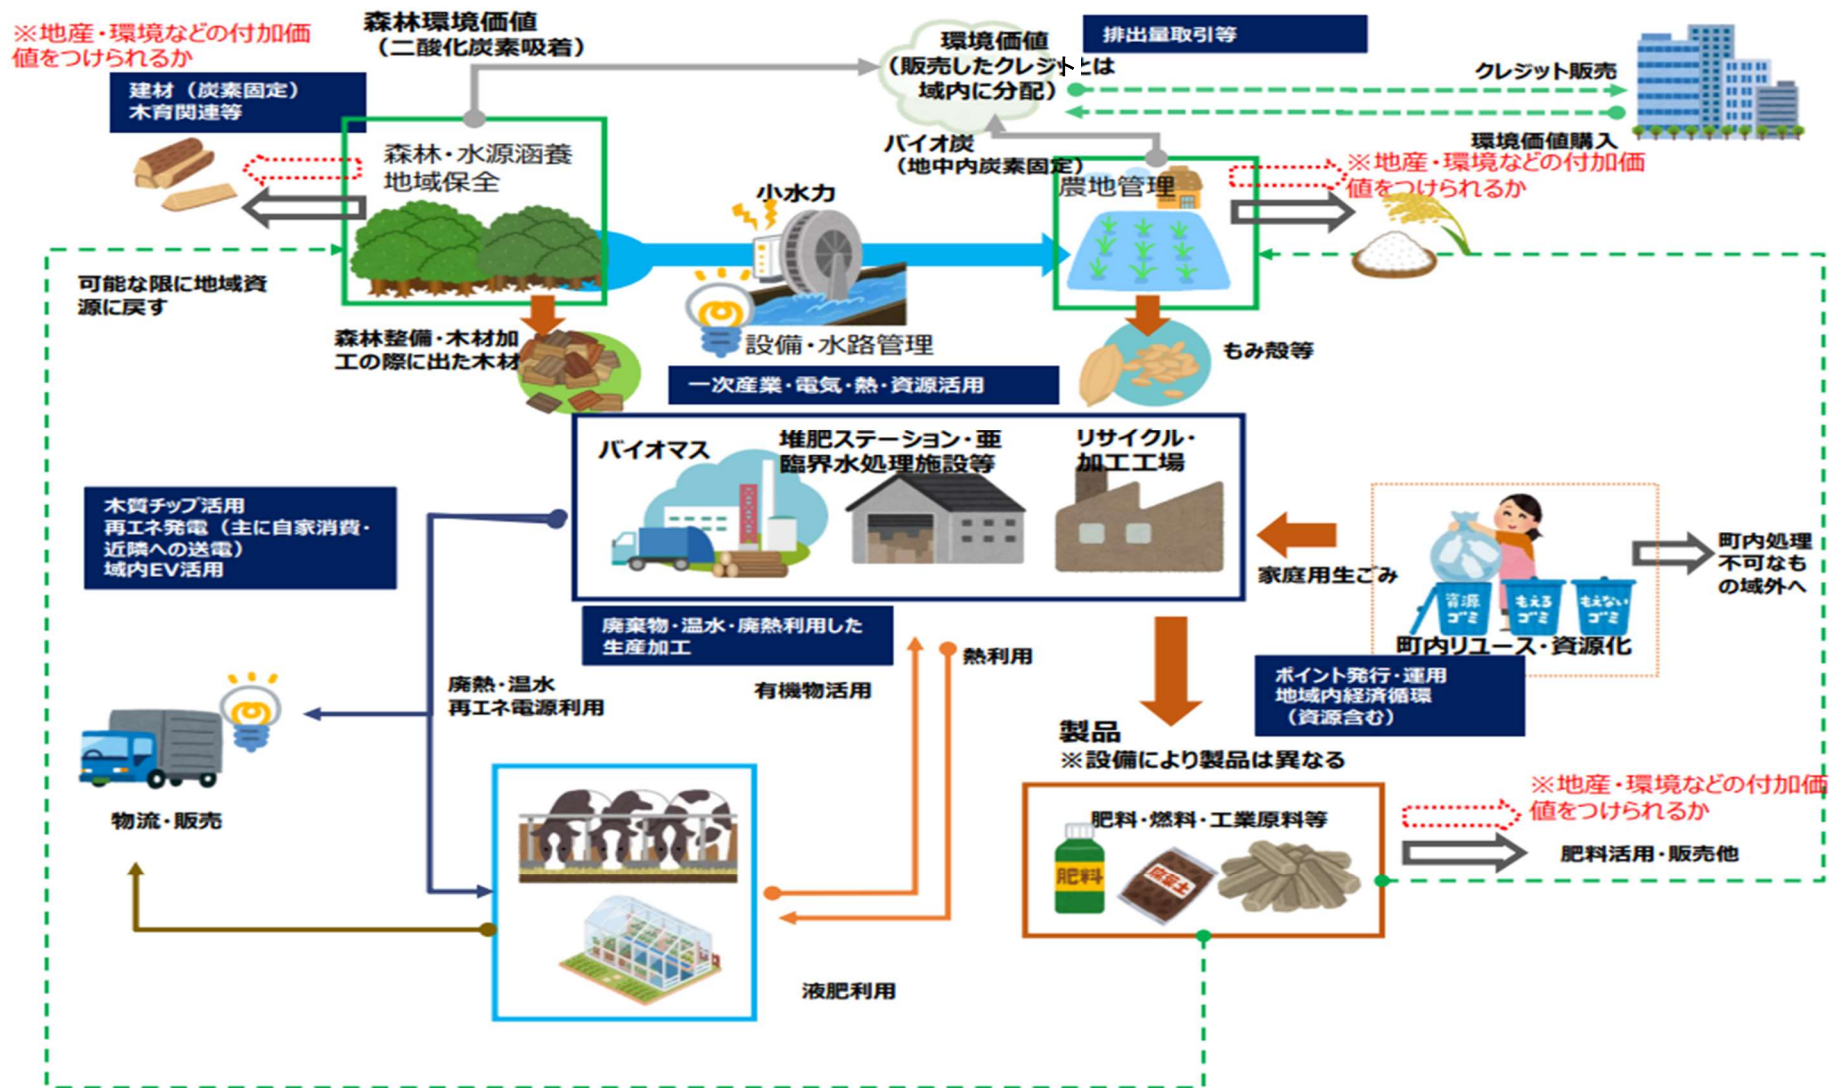 ※地産・環境などの付加価
値をつけられるか
森林環境価値
（二酸化炭素吸着）
環境価値
（販売したクレジットとは
域内に分配）
排出量取引等
クレジット販売
建材（炭素固定）
木育関連等
環境価値購入
バイオ炭
（地中内炭素固定）
森林・水源涵養
地域保全
※地産・環境などの付加価
値をつけられるか
農地管理
小水力
可能な限に地域資
源に戻す
森林整備・木材加
工の際に出た木材
設備・水路管理
もみ殻等
一次産業・電気・熱・資源活用
バイオマス
堆肥ステーション・亜
臨界水処理施設等
リサイクル・
加工工場
木質チップ活用
再エネ発電（主に自家消費・
近隣への送電）
域内EV活用
家庭用生ごみ
町内処理
不可なも
の域外へ
資源
ゴミ
もえる
ゴミ
もえない
ゴミ
町内リユース・資源化
廃棄物・温水・廃熱利用した
生産加工
熱利用
有機物活用
廃熱・温水
再エネ電源利用
ポイント発行・運用
地域内経済循環
（資源含む）
製品
※設備により製品は異なる
物流・販売
肥料・燃料・工業原料等
肥料
腐葉土
※地産・環境などの付加価
値をつけられるか
肥料活用・販売他
液肥利用